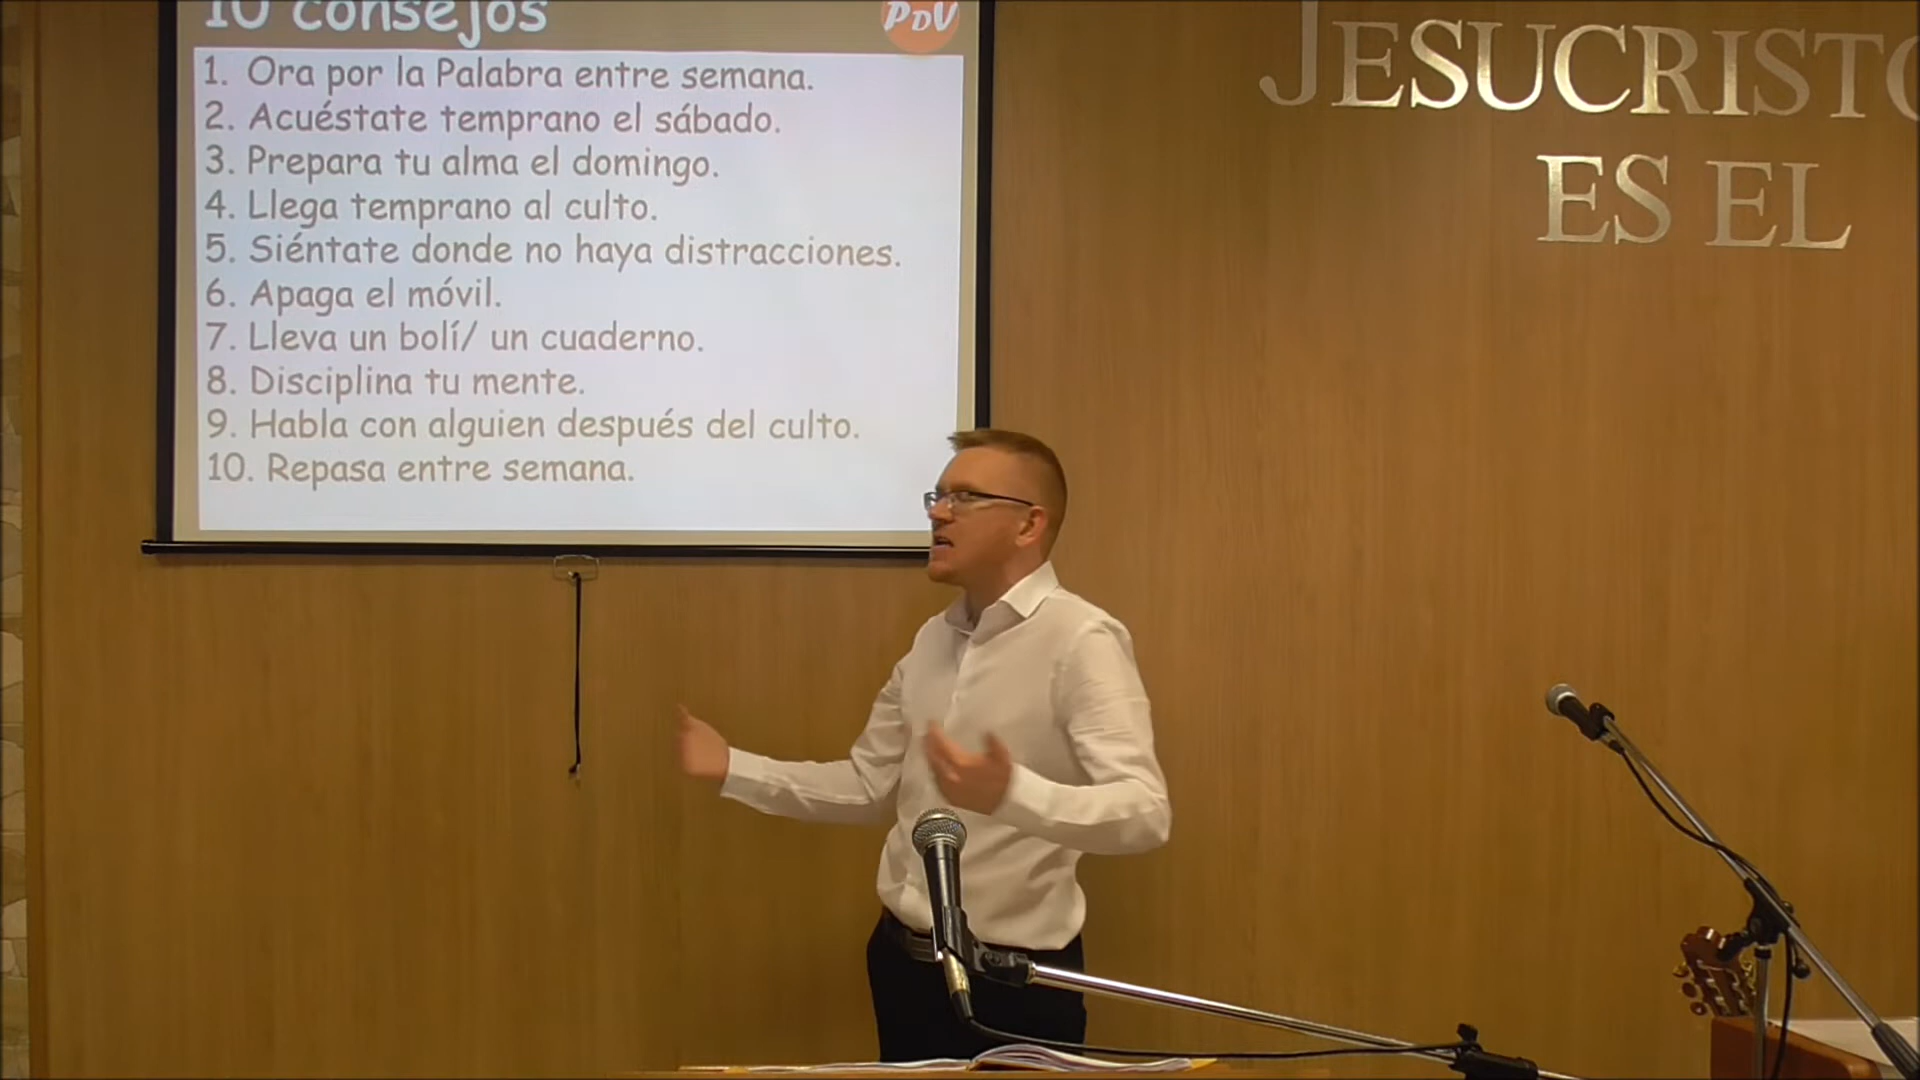 10 consejos
PDV
1. Ora por la Palabra entre semana.
2. Acuéstate temprano el sábado.
3. Prepara tu alma el domingo.
4. Llega temprano al culto.
5. Siéntate donde no haya distracciones.
6. Apaga el móvil.
7. Lleva un bolí/ un cuaderno.
8. Disciplina tu mente.
9. Habla con alguien después del culto.
10. Repasa entre semana.
JESUCRISTO
ES EL